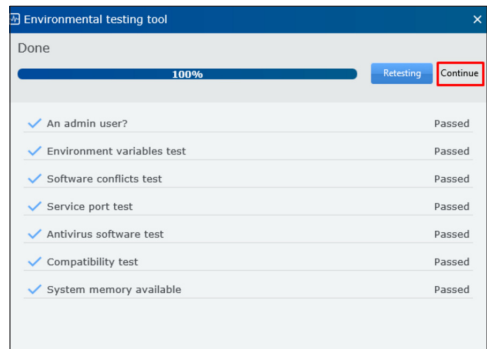 Environmental testing tool
Done
100%
Retesting
Continue
An admin user? Passed
Environment variables test Passed
Software conflicts test Passed
Service port test Passed
Antivirus software test Passed
Compatibility test Passed
System memory available Passed